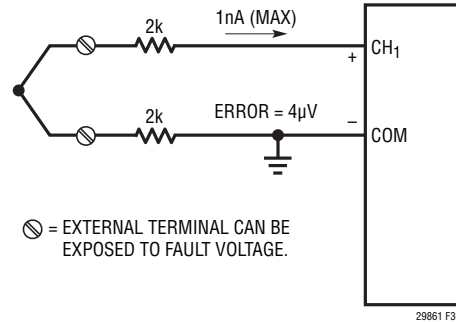 2k
1nA (MAX)
+
CH1
2k
ERROR = 4µV
–
COM
= EXTERNAL TERMINAL CAN BE
EXPOSED TO FAULT VOLTAGE.
29861 F3